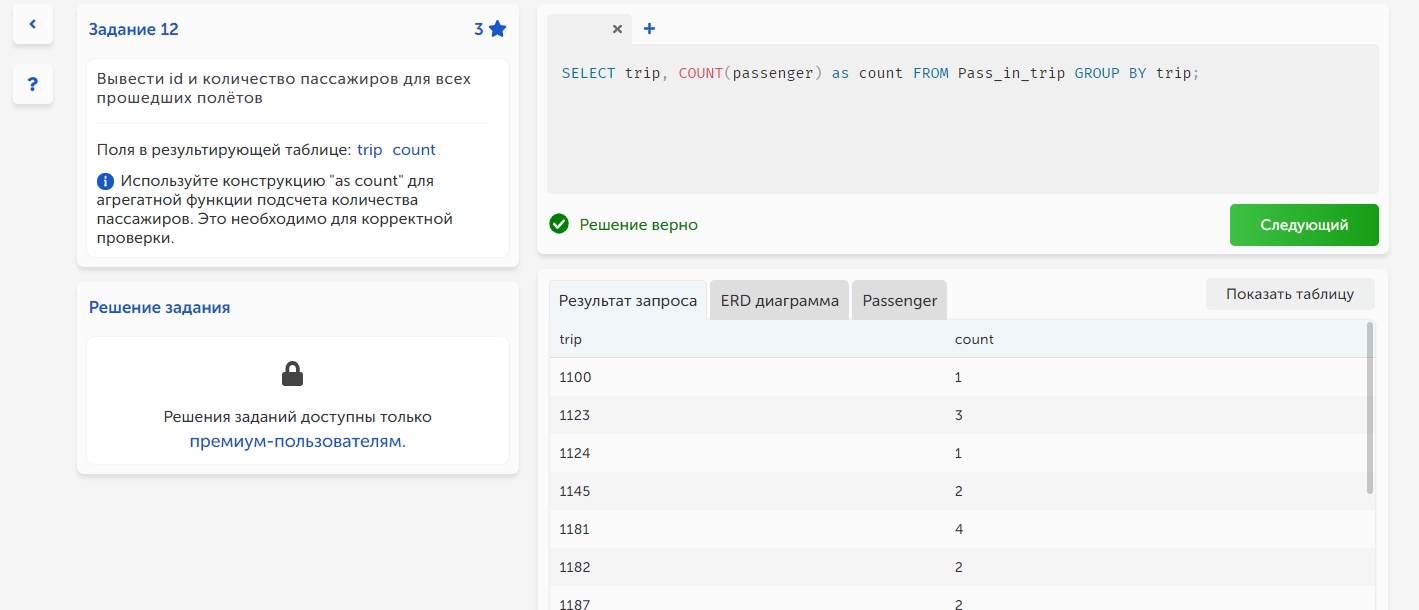 Задание 12
3
Вывести id и количество пассажиров для всех
прошедших полётов
Поля в результирующей таблице: trip count
Используйте конструкцию "as count" для
агрегатной функции подсчета количества
пассажиров. Это необходимо для корректной
проверки.
Решение задания
Решения заданий доступны только
премиум-пользователям.
SELECT trip, COUNT(passenger) as count FROM Pass_in_trip GROUP BY trip;
Решение верно
Следующий
Результат запроса
ERD диаграмма
Passenger
Показать таблицу
trip count
1100 1
1123 3
1124 1
1145 2
1181 4
1182 2
1187 2